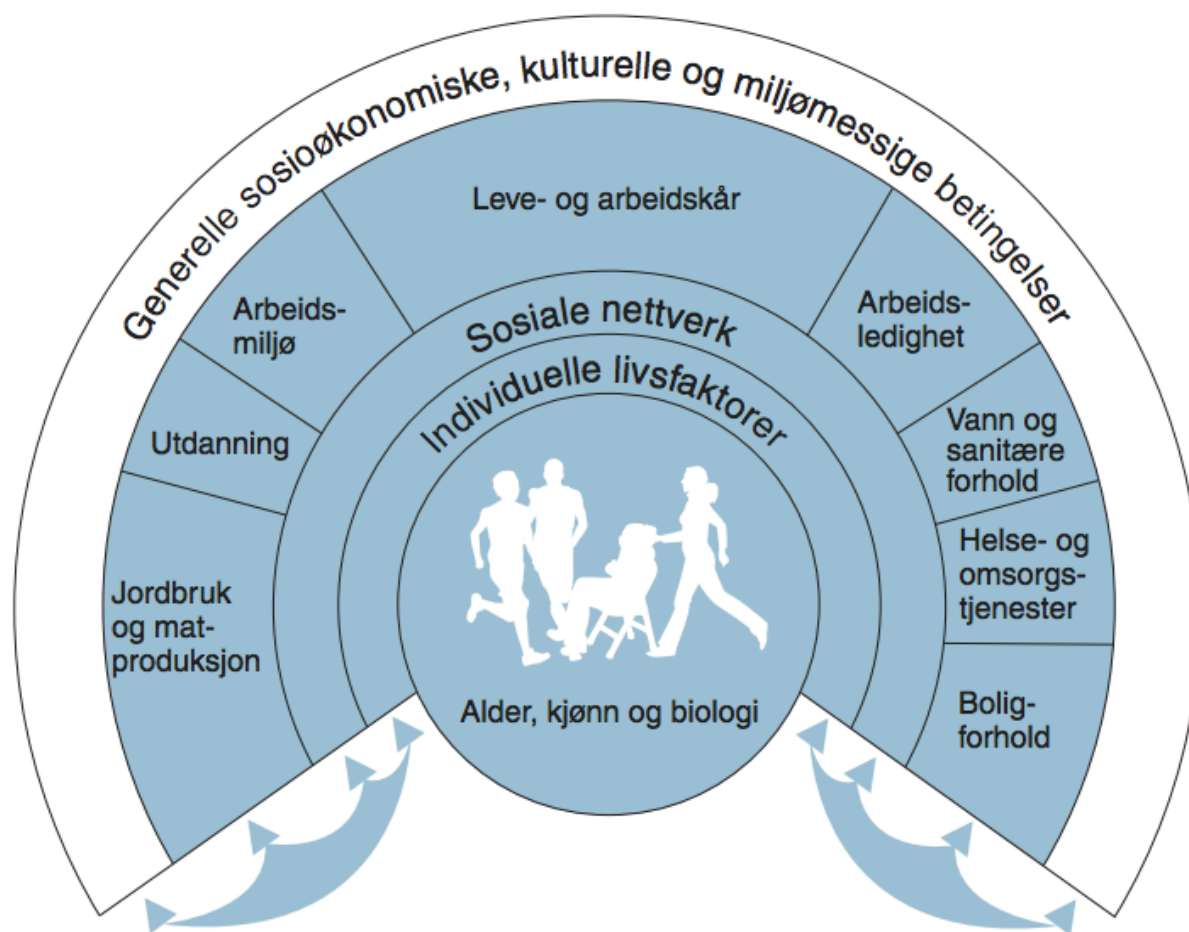 Generelle sosioøkonomiske, kulturelle og miljømessige betingelser
Leve- og arbeidskår
Arbeids-
miljø
Utdanning
Jordbruk
og mat-
produksjon
Arbeids-
ledighet
Vann og
sanitære
forhold
Helse- og
omsorgs-
tjenester
Bolig-
forhold
Sosiale nettverk
Individuelle livsfaktorer
Alder, kjønn og biologi